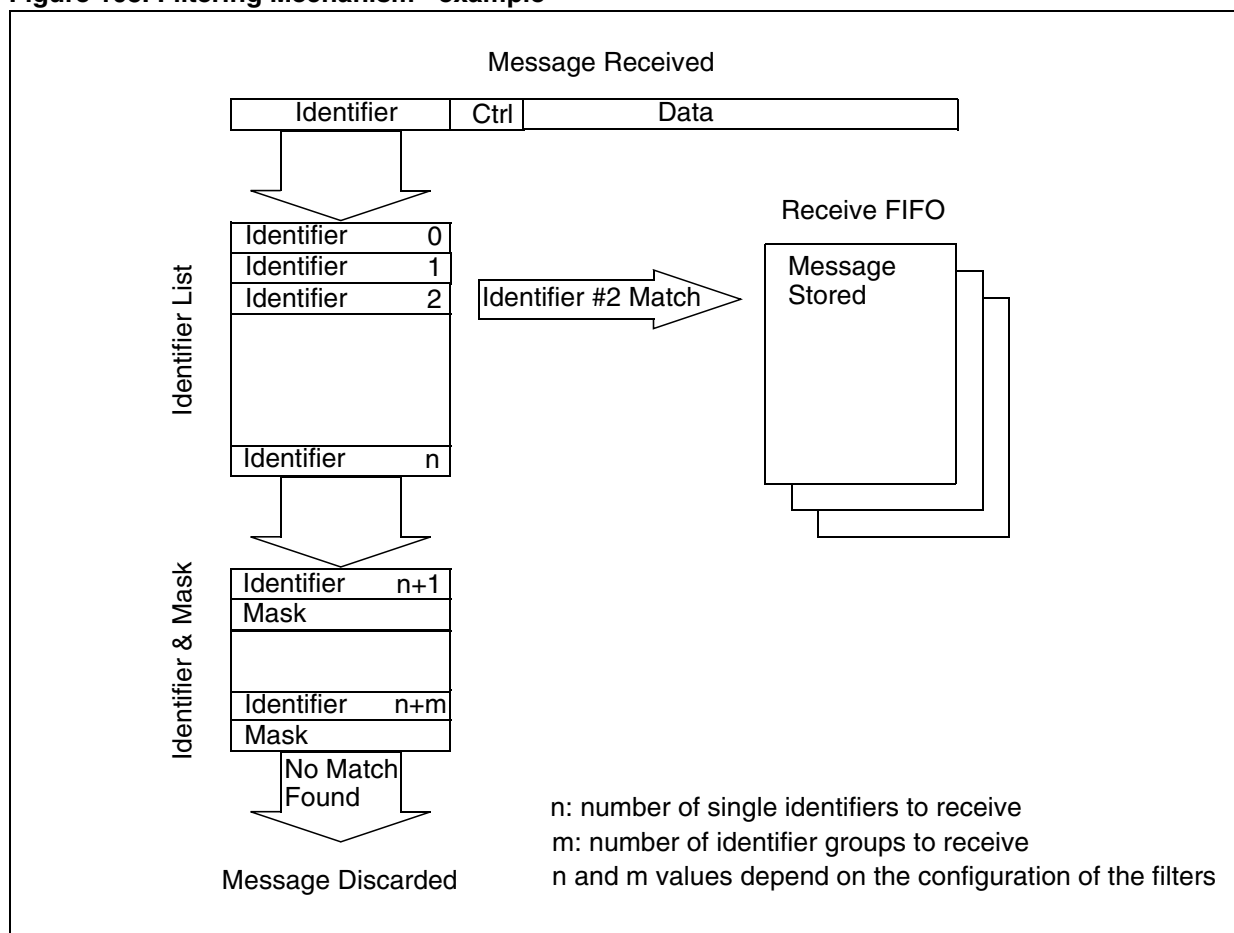 Message Received
Identifier Ctrl Data
Identifier List
Identifier 0
Identifier 1
Identifier 2
Identifier n
Identifier #2 Match
Receive FIFO
Message
Stored
Identifier & Mask
Identifier n+1
Mask
Identifier n+m
Mask
No Match
Found
Message Discarded
n: number of single identifiers to receive
m: number of identifier groups to receive
n and m values depend on the configuration of the filters